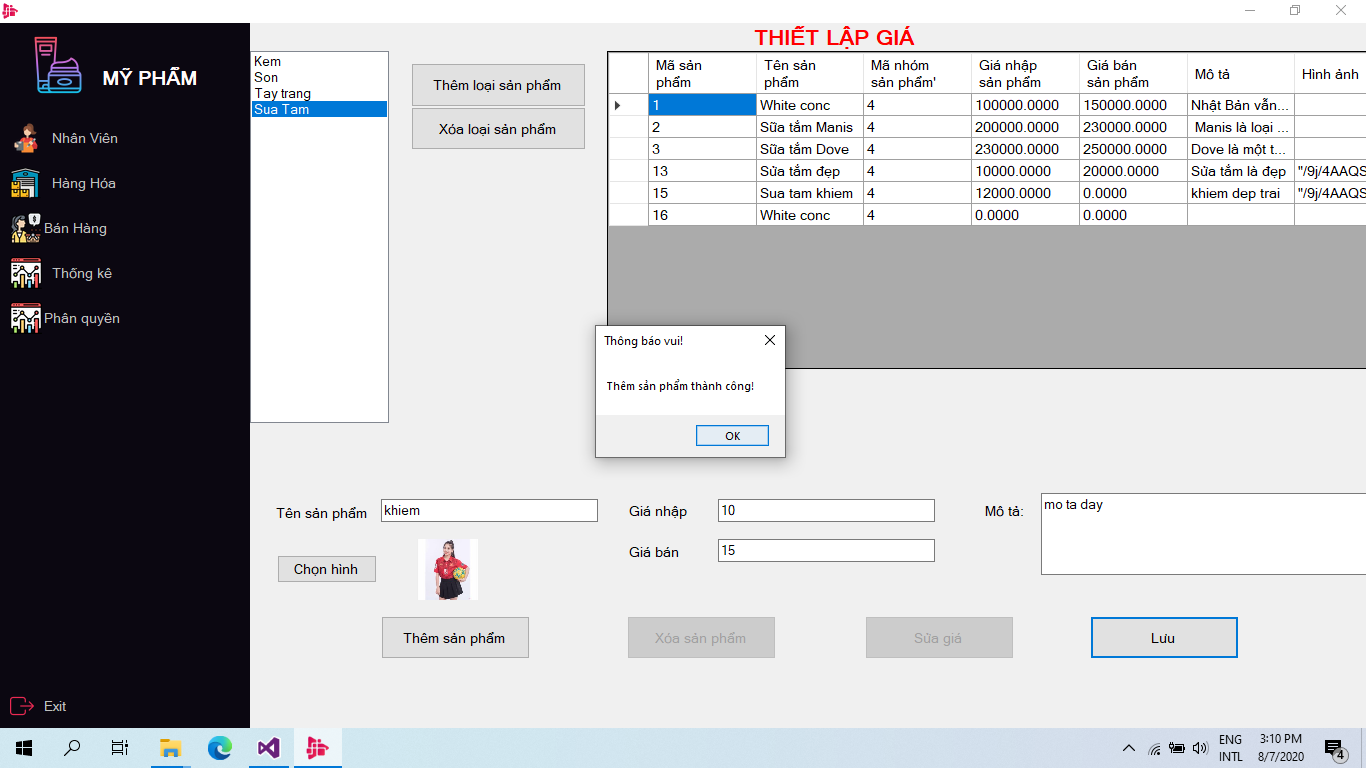 THIẾT LẬP GIÁ
MỸ PHẨM
Nhân Viên
Hàng Hóa
Bán Hàng
Thống kê
Phân quyền
Exit
Kem
Son
Tay trang
Sua Tam
Thêm loại sản phẩm
Xóa loại sản phẩm
Mã sản phẩm Tên sản phẩm Mã nhóm sản phẩm' Giá nhập sản phẩm Giá bán sản phẩm Mô tả Hình ảnh
1 White conc 4 100000.0000 150000.0000 Nhật Bản vẫn...
2 Sữa tắm Manis 4 200000.0000 230000.0000 Manis là loại ...
3 Sữa tắm Dove 4 230000.0000 250000.0000 Dove là một t...
13 Sửa tắm đẹp 4 10000.0000 20000.0000 Sửa tắm là đẹp "/9j/4AAQS
15 Sua tam khiem 4 12000.0000 0.0000 khiem dep trai "/9j/4AAQS
16 White conc 4 0.0000 0.0000
Thông báo vui!
Thêm sản phẩm thành công!
OK
Tên sản phẩm khiem Giá nhập 10 Mô tả: mo ta day
Giá bán 15
Chọn hình
Thêm sản phẩm Xóa sản phẩm Sửa giá Lưu
ENG 3:10 PM
INTL 8/7/2020
4